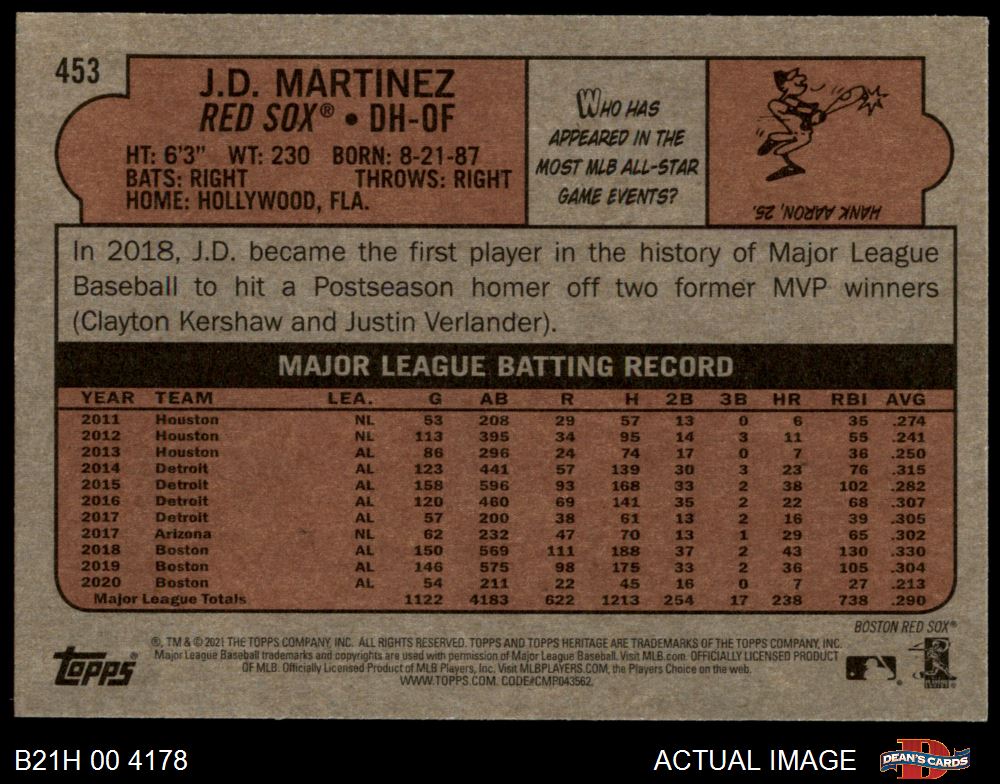 453
J.D. MARTINEZ
RED SOX® • DH-OF
HT: 6'3" WT: 230 BORN: 8-21-87
BATS: RIGHT THROWS: RIGHT
HOME: HOLLYWOOD, FLA.
WHO HAS
APPEARED IN THE
MOST MLB ALL-STAR
GAME EVENTS?
HANK AARON, 25.
In 2018, J.D. became the first player in the history of Major League
Baseball to hit a Postseason homer off two former MVP winners
(Clayton Kershaw and Justin Verlander).
MAJOR LEAGUE BATTING RECORD
YEAR TEAM LEA. G AB R H 2B 3B HR RBI AVG
2011 Houston NL 53 208 29 57 13 0 6 35 .274
2012 Houston NL 113 395 34 95 14 3 11 55 .241
2013 Houston AL 86 296 24 74 17 0 7 36 .250
2014 Detroit AL 123 441 57 139 30 3 23 76 .315
2015 Detroit AL 158 596 93 168 33 2 38 102 .282
2016 Detroit AL 120 460 69 141 35 2 22 68 .307
2017 Detroit AL 57 200 38 61 13 2 16 39 .305
2017 Arizona NL 62 232 47 70 13 1 29 65 .302
2018 Boston AL 150 569 111 188 37 2 43 130 .330
2019 Boston AL 146 575 98 175 33 2 36 105 .304
2020 Boston AL 54 211 22 45 16 0 7 27 .213
Major League Totals 1122 4183 622 1213 254 17 238 738 .290
BOSTON RED SOX®
®, TM & © 2021 THE TOPPS COMPANY, INC. ALL RIGHTS RESERVED. TOPPS AND TOPPS HERITAGE ARE TRADEMARKS OF THE TOPPS COMPANY, INC.
Major League Baseball trademarks and copyrights are used with permission of Major League Baseball. Visit MLB.com. OFFICIALLY LICENSED PRODUCT
OF MLB. Officially Licensed Product of MLB Players, Inc. Visit MLBPLAYERS.COM, the Players Choice on the web.
WWW.TOPPS.COM. CODE#CMP043562.
topps®
B21H 00 4178
ACTUAL IMAGE
DEAN'S CARDS